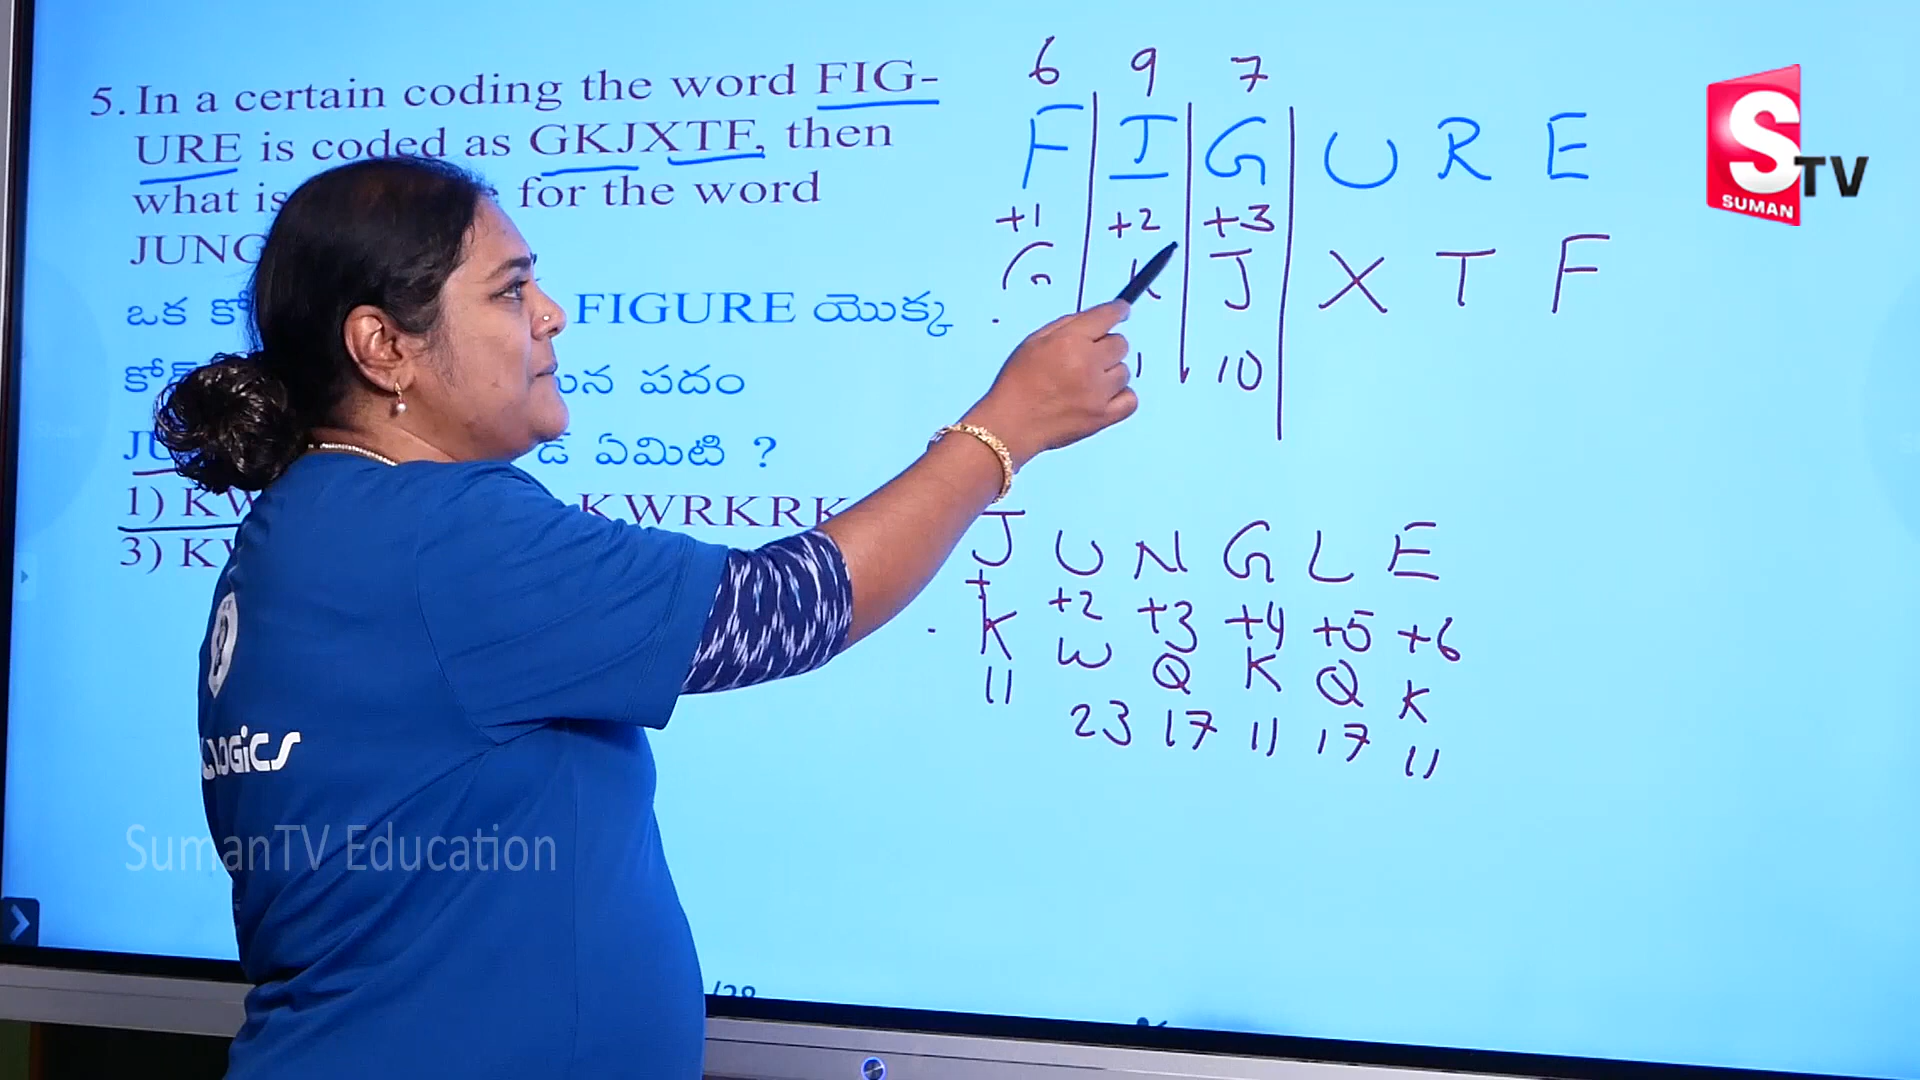 5. In a certain coding the word FIG-
URE is coded as GKJXTF, then
what is for the word
JUNG
ఒక FIGURE యొక్క
పదం
ఏమిటి ?
1) KW KWRKRK
3) KW
6 9 7
F I G U R E
+1 +2 +3
G K J X T F
10
J U N G L E
+2 +3 +4 +5 +6
K W Q K Q K
11 23 17 11 17 11
S
TV
SUMAN
LOGICS
SumanTV Education
/28